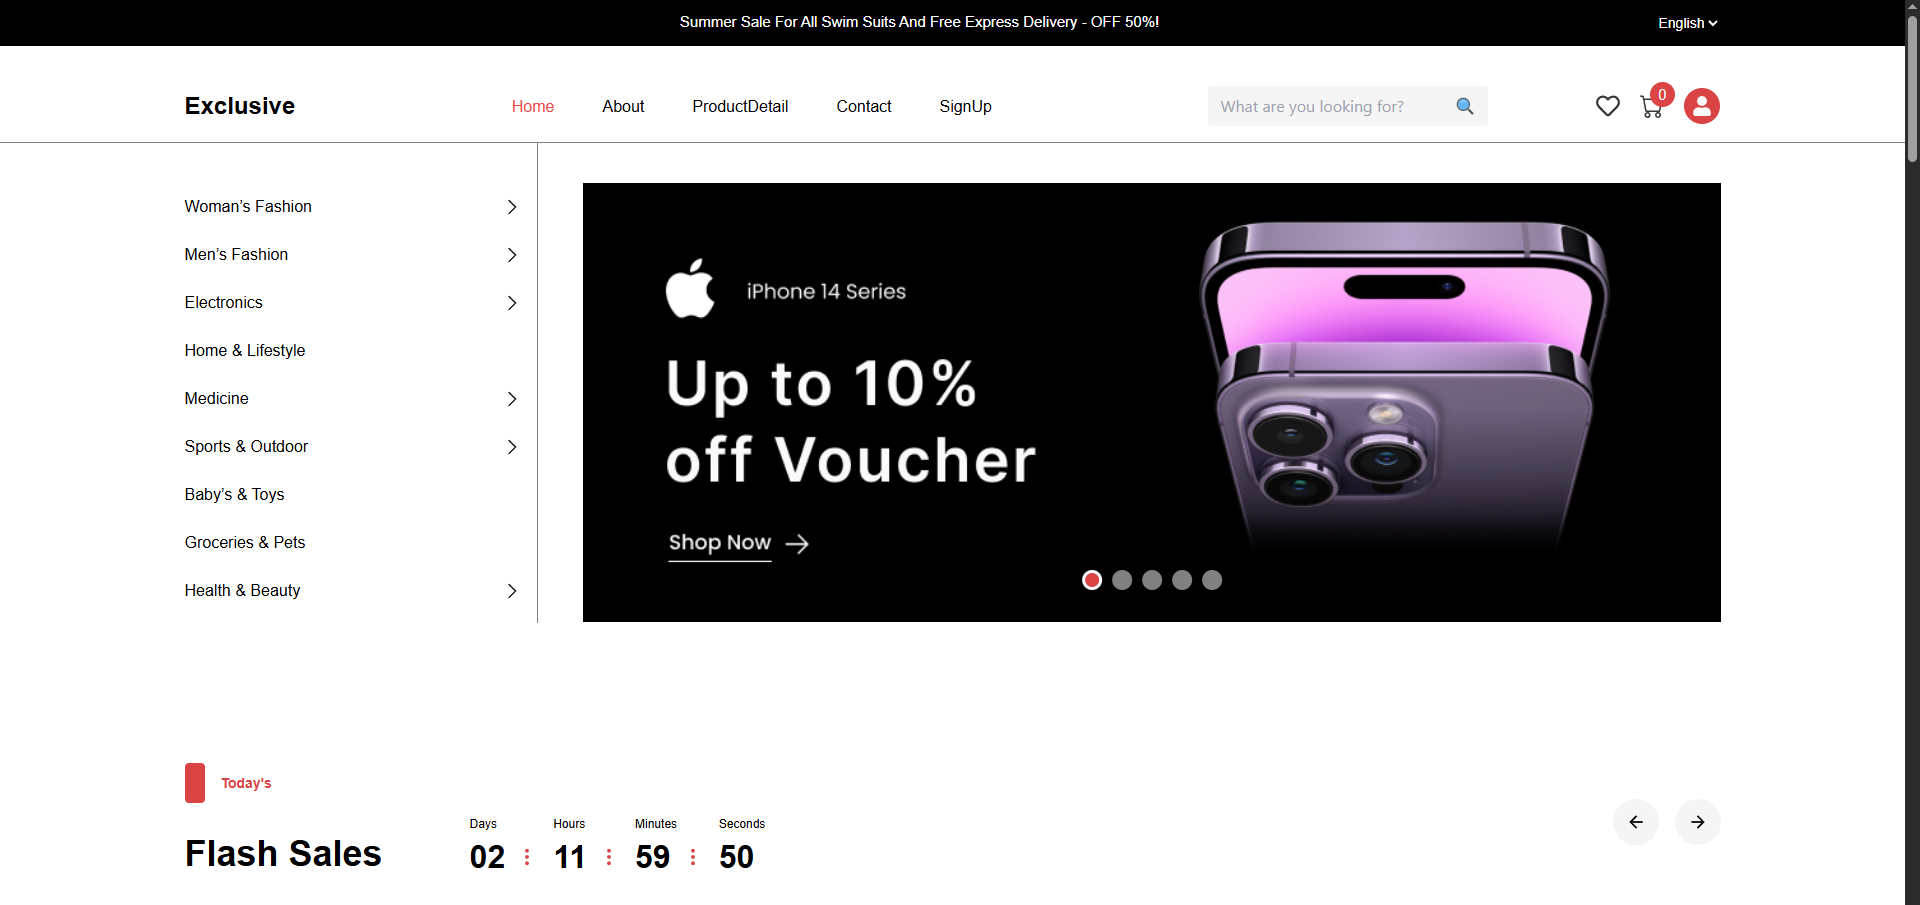 Summer Sale For All Swim Suits And Free Express Delivery - OFF 50%!
English
Exclusive
Home
About
ProductDetail
Contact
SignUp
What are you looking for?
0
Woman’s Fashion
Men’s Fashion
Electronics
Home & Lifestyle
Medicine
Sports & Outdoor
Baby’s & Toys
Groceries & Pets
Health & Beauty
iPhone 14 Series
Up to 10%
off Voucher
Shop Now
Today's
Flash Sales
Days
Hours
Minutes
Seconds
02 : 11 : 59 : 50